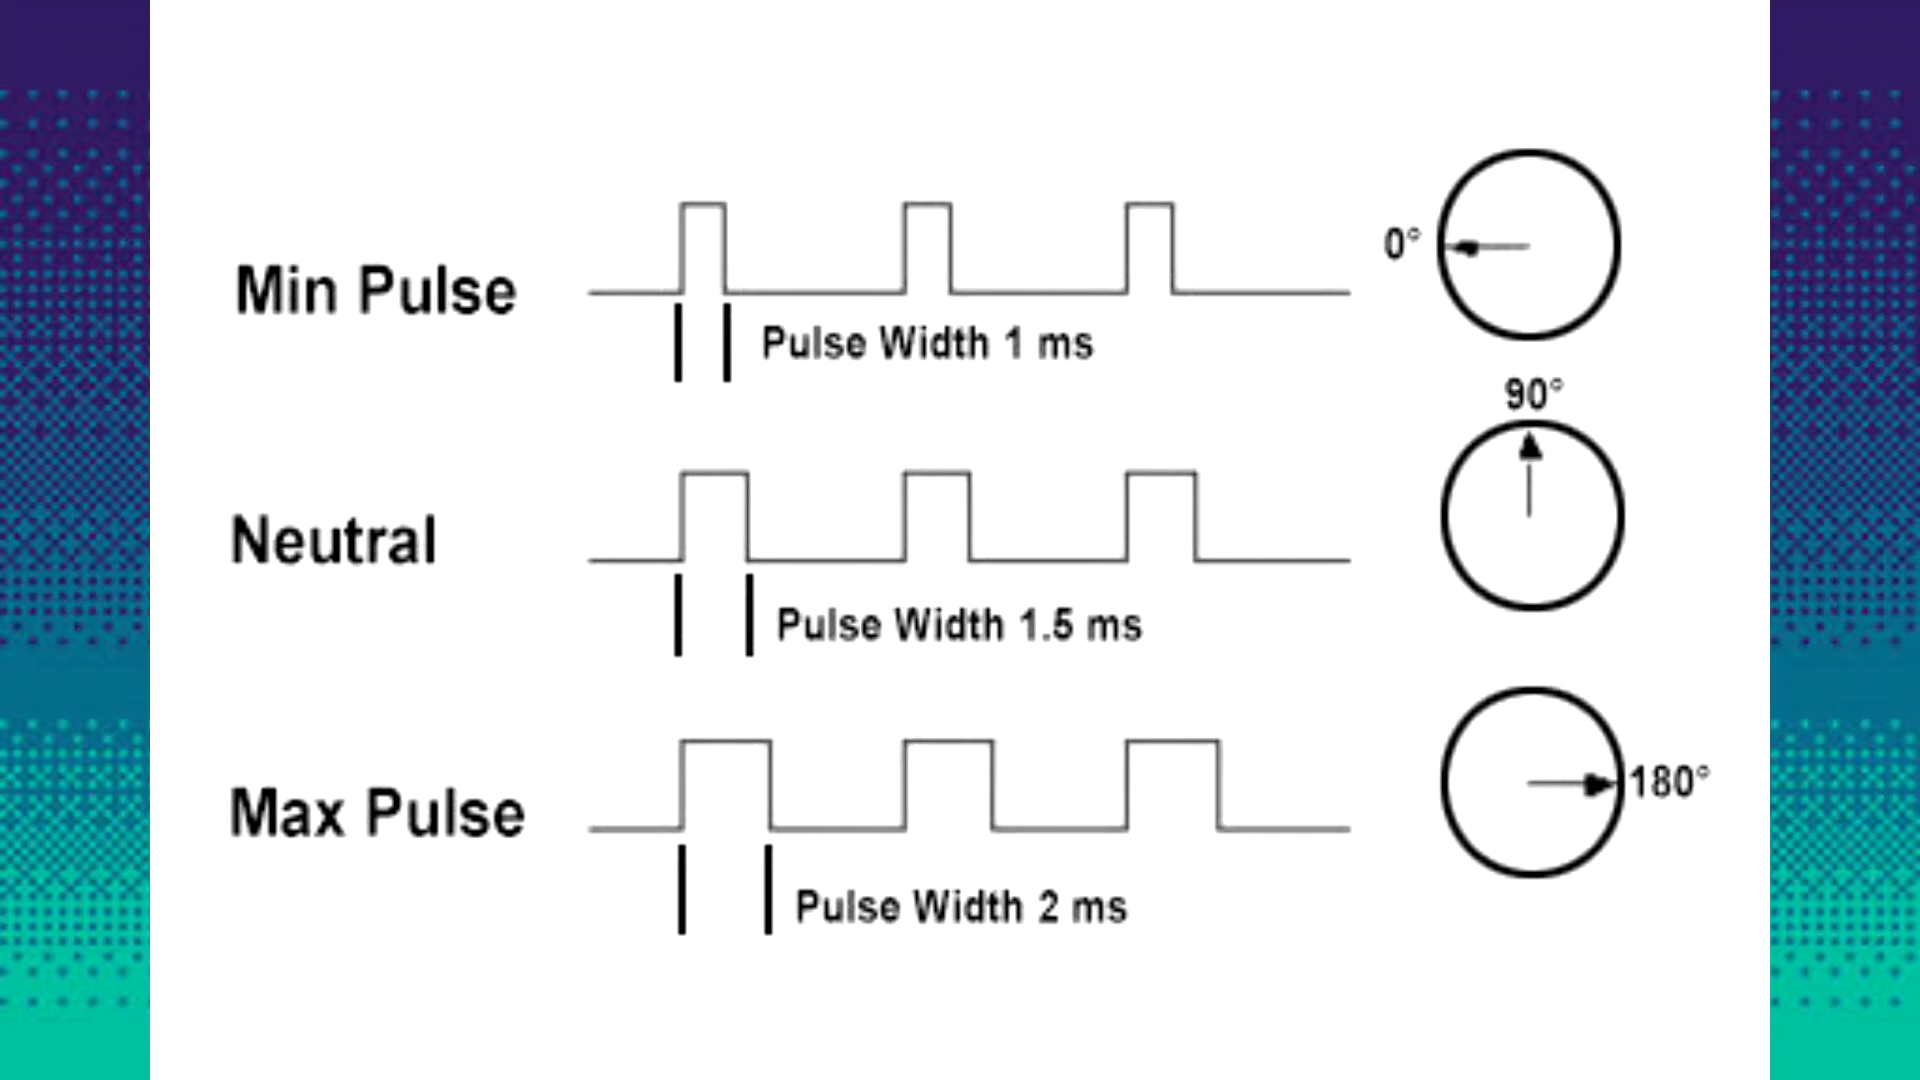 0°
Min Pulse
Pulse Width 1 ms
90°
Neutral
Pulse Width 1.5 ms
180°
Max Pulse
Pulse Width 2 ms